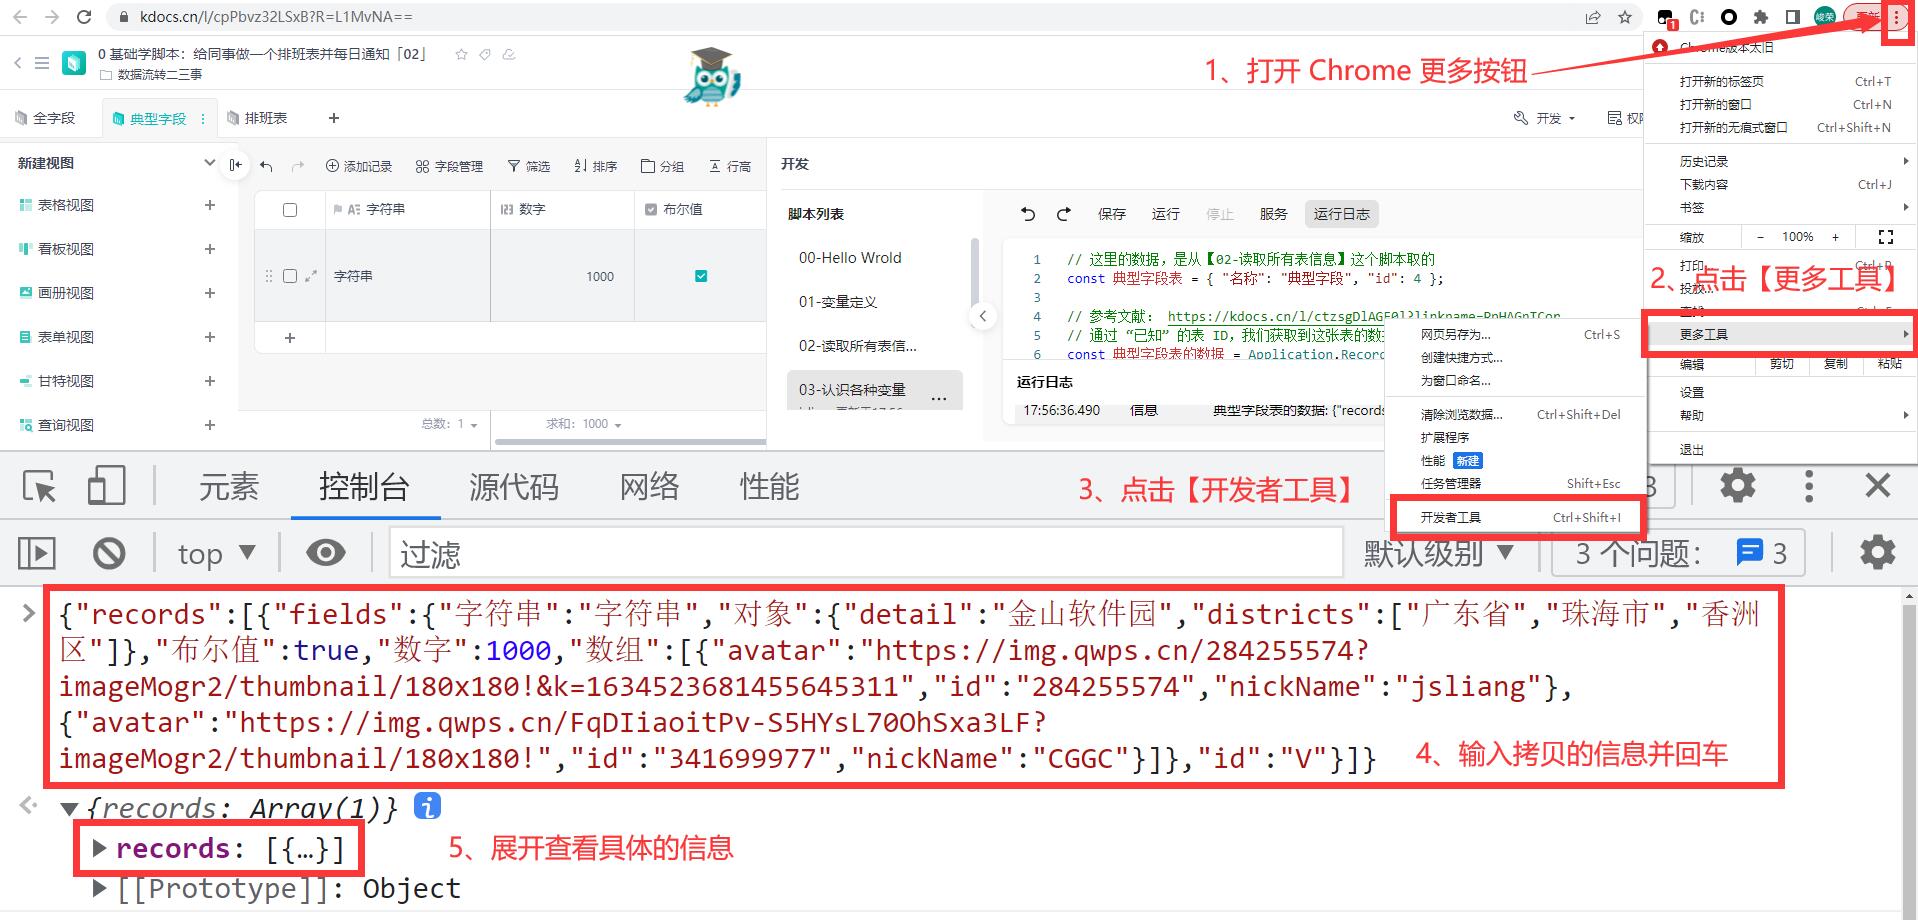 kdocs.cn/l/cpPbvz32LSxB?R=L1MvNA==
1
峻荣
0 基础学脚本：给同事做一个排班表并每日通知「02」
数据流转二三事
1、打开 Chrome 更多按钮
Chrome版本太旧
打开新的标签页 Ctrl+T
打开新的窗口 Ctrl+N
打开新的无痕式窗口 Ctrl+Shift+N
历史记录
下载内容 Ctrl+J
书签
缩放 − 100% +
打印... Ctrl+P
2、点击【更多工具】
投放...
更多工具
编辑 剪切 复制 粘贴
设置
帮助
退出
全字段
典型字段
排班表
+
开发
新建视图
表格视图 +
看板视图 +
画册视图 +
表单视图 +
甘特视图 +
查询视图 +
添加记录 字段管理 筛选 排序 分组 行高
字符串 数字 布尔值
字符串 1000
+
总数：1 求和：1000
开发
脚本列表
00-Hello Wrold
01-变量定义
02-读取所有表信...
03-认识各种变量
...
保存 运行 停止 服务 运行日志
1 // 这里的数据，是从【02-读取所有表信息】这个脚本取的
2 const 典型字段表 = { "名称": "典型字段", "id": 4 };
3
4 // 参考文献：
5 // 通过 “已知” 的表 ID，我们获取到这张表的数
6 const 典型字段表的数据 = Application.Recor
运行日志
17:56:36.490 信息 典型字段表的数据: {"records
网页另存为... Ctrl+S
创建快捷方式...
为窗口命名...
清除浏览数据... Ctrl+Shift+Del
扩展程序
性能 新建
任务管理器 Shift+Esc
开发者工具 Ctrl+Shift+I
3、点击【开发者工具】
元素 控制台 源代码 网络 性能
top 过滤 默认级别 3 个问题： 3
{"records":[{"fields":{"字符串":"字符串","对象":{"detail":"金山软件园","districts":["广东省","珠海市","香洲
区"]},"布尔值":true,"数字":1000,"数组":[{"avatar":"https://img.qwps.cn/284255574?
imageMogr2/thumbnail/180x180!&k=1634523681455645311","id":"284255574","nickName":"jsliang"},
{"avatar":"https://img.qwps.cn/FqDIiaoitPv-S5HYsL70OhSxa3LF?
imageMogr2/thumbnail/180x180!","id":"341699977","nickName":"CGGC"}]},"id":"V"}]}
4、输入拷贝的信息并回车
{records: Array(1)} i
records: [{…}]
5、展开查看具体的信息
[[Prototype]]: Object